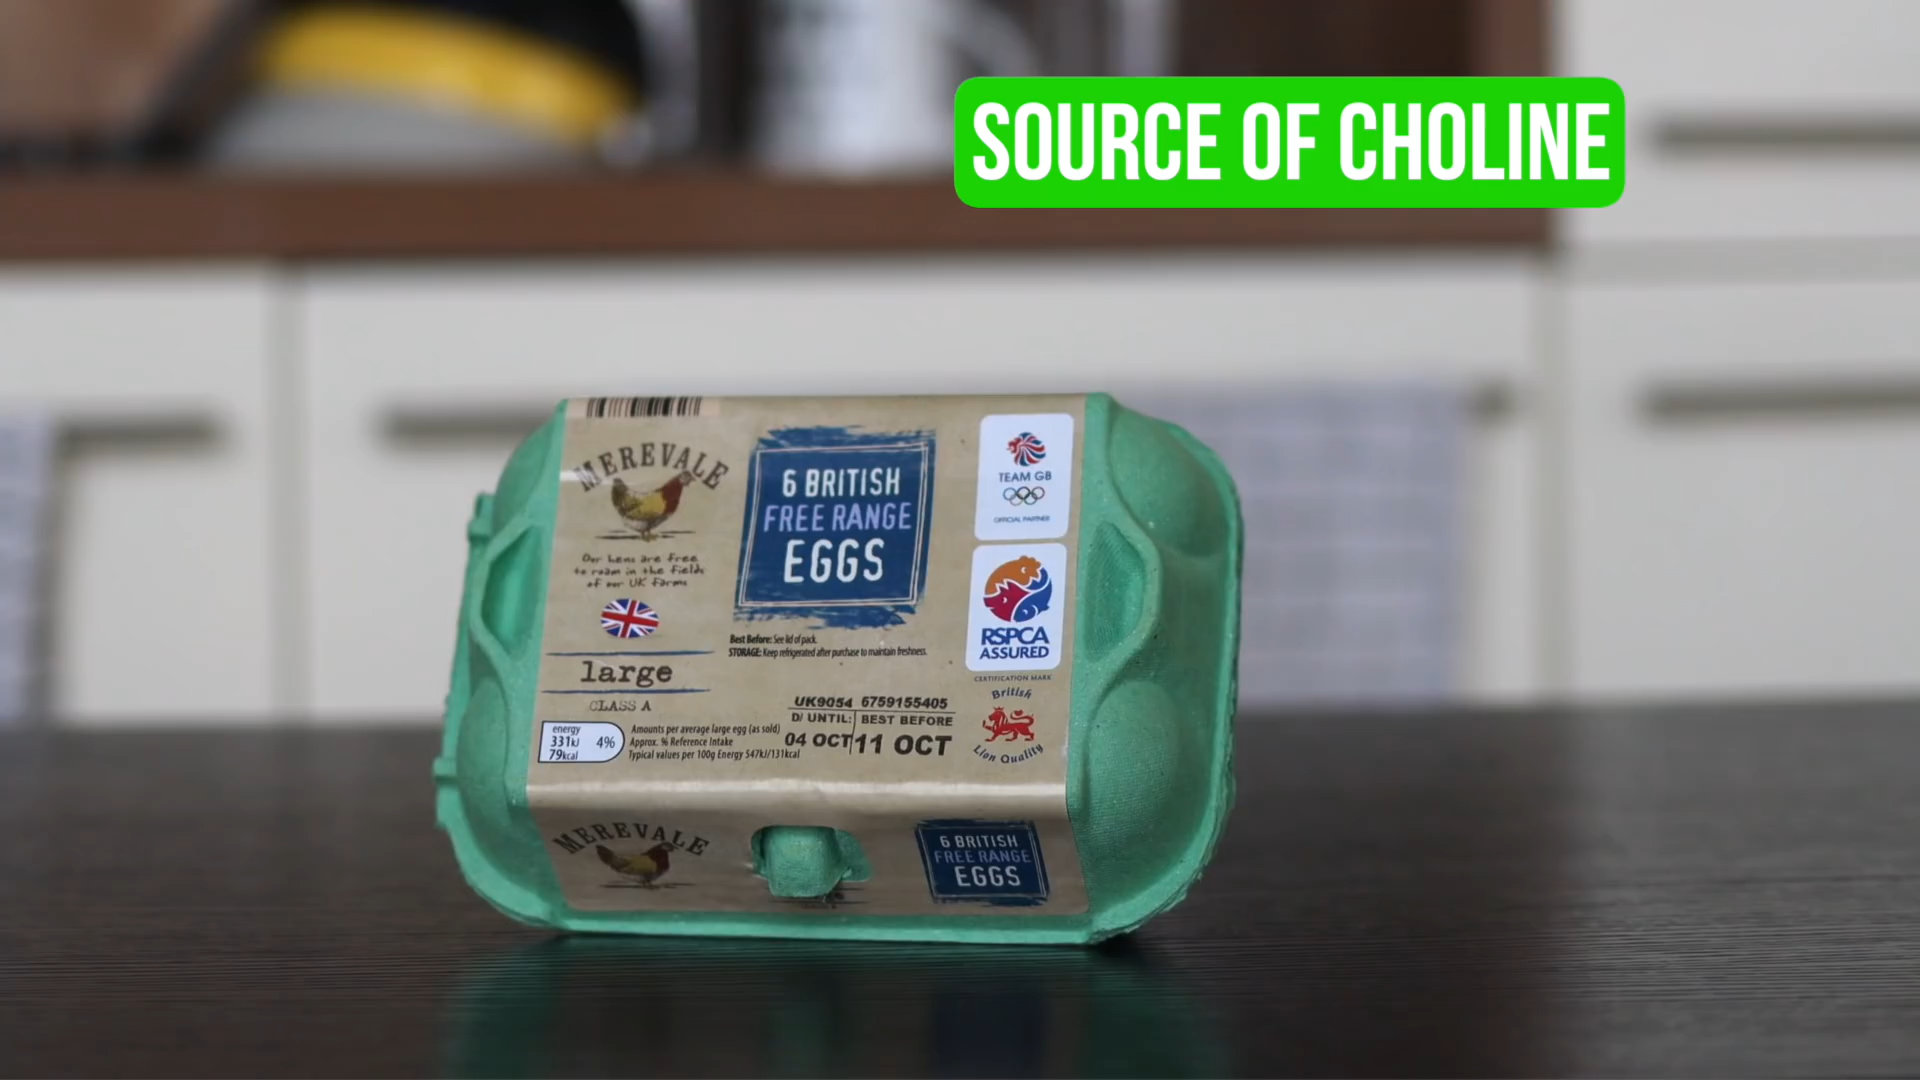 SOURCE OF CHOLINE
MEREVALE
Our hens are free
to roam in the fields
of our UK farms
large
CLASS A
energy
331kJ
79kcal
4%
Amounts per average large egg (as sold)
Approx. % Reference Intake
Typical values per 100g Energy 547kJ/131kcal
6 BRITISH
FREE RANGE
EGGS
Best Before: See lid of pack.
STORAGE: Keep refrigerated after purchase to maintain freshness.
UK9054 6759155405
D/ UNTIL: BEST BEFORE
04 OCT 11 OCT
TEAM GB
OFFICIAL PARTNER
RSPCA
ASSURED
CERTIFICATION MARK
British
Lion Quality
MEREVALE
6 BRITISH
FREE RANGE
EGGS